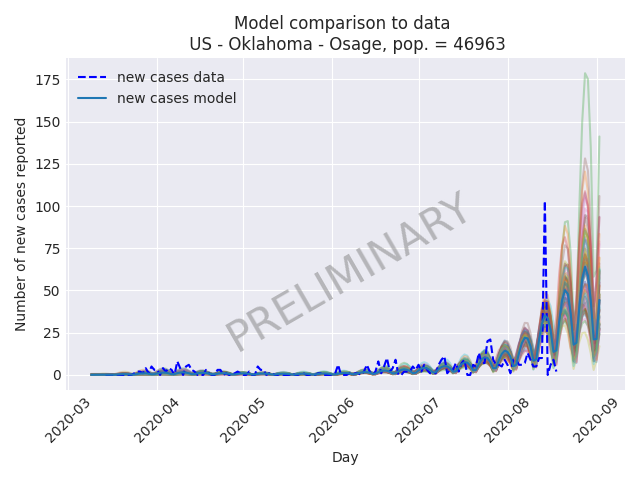 Model comparison to data
US - Oklahoma - Osage, pop. = 46963
new cases data
new cases model
175
150
125
100
75
50
25
0
Number of new cases reported
PRELIMINARY
2020-03
2020-04
2020-05
2020-06
2020-07
2020-08
2020-09
Day